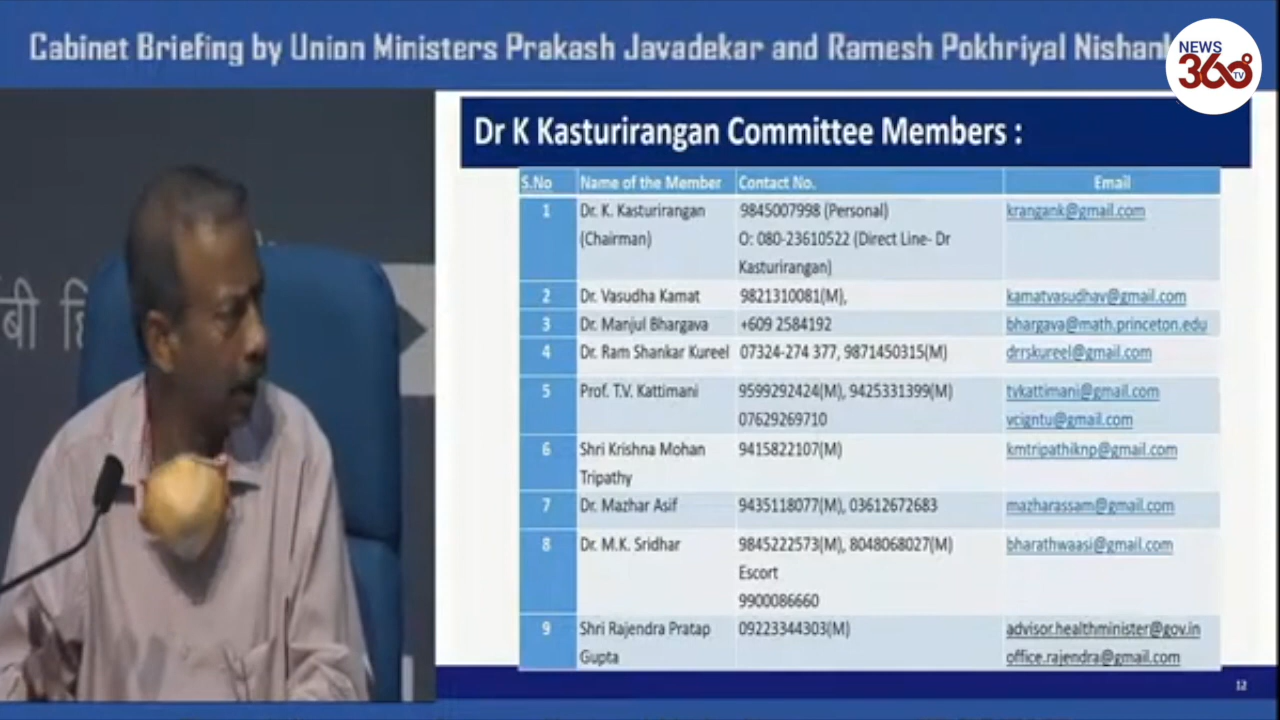 Cabinet Briefing by Union Ministers Prakash Javadekar and Ramesh Pokhriyal Nishank
NEWS
360
TV
Dr K Kasturirangan Committee Members :
S.No Name of the Member Contact No. Email
1 Dr. K. Kasturirangan 9845007998 (Personal) krangank@gmail.com
(Chairman) O: 080-23610522 (Direct Line- Dr
Kasturirangan)
2 Dr. Vasudha Kamat 9821310081(M), kamatvasudhav@gmail.com
3 Dr. Manjul Bhargava +609 2584192 bhargava@math.princeton.edu
4 Dr. Ram Shankar Kureel 07324-274 377, 9871450315(M) drrskureel@gmail.com
5 Prof. T.V. Kattimani 9599292424(M), 9425331399(M) tvkattimani@gmail.com
07629269710 vcigntu@gmail.com
6 Shri Krishna Mohan 9415822107(M) kmtripathiknp@gmail.com
Tripathy
7 Dr. Mazhar Asif 9435118077(M), 03612672683 mazharassam@gmail.com
8 Dr. M.K. Sridhar 9845222573(M), 8048068027(M) bharathwaasi@gmail.com
Escort
9900086660
9 Shri Rajendra Pratap 09223344303(M) advisor.healthminister@gov.in
Gupta office.rajendra@gmail.com
12